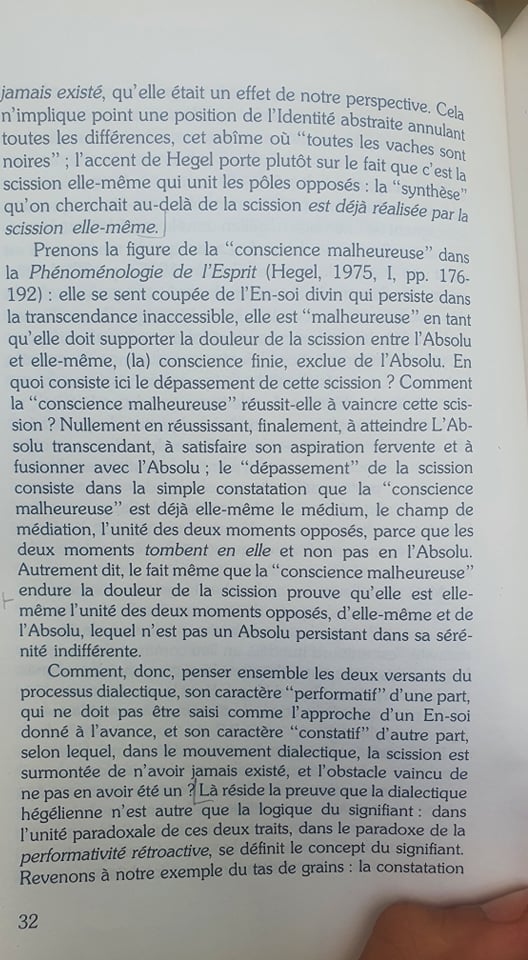 jamais existé, qu'elle était un effet de notre perspective. Cela
n'implique point une position de l'Identité abstraite annulant
toutes les différences, cet abîme où "toutes les vaches sont
noires" ; l'accent de Hegel porte plutôt sur le fait que c'est la
scission elle-même qui unit les pôles opposés : la "synthèse"
qu'on cherchait au-delà de la scission est déjà réalisée par la
scission elle-même.
Prenons la figure de la "conscience malheureuse" dans
la Phénoménologie de l'Esprit (Hegel, 1975, I, pp. 176-
192) : elle se sent coupée de l'En-soi divin qui persiste dans
la transcendance inaccessible, elle est "malheureuse" en tant
qu'elle doit supporter la douleur de la scission entre l'Absolu
et elle-même, (la) conscience finie, exclue de l'Absolu. En
quoi consiste ici le dépassement de cette scission ? Comment
la "conscience malheureuse" réussit-elle à vaincre cette scis-
sion ? Nullement en réussissant, finalement, à atteindre L'Ab-
solu transcendant, à satisfaire son aspiration fervente et à
fusionner avec l'Absolu ; le "dépassement" de la scission
consiste dans la simple constatation que la "conscience
malheureuse" est déjà elle-même le médium, le champ de
médiation, l'unité des deux moments opposés, parce que les
deux moments tombent en elle et non pas en l'Absolu.
Autrement dit, le fait même que la "conscience malheureuse"
endure la douleur de la scission prouve qu'elle est elle-
même l'unité des deux moments opposés, d'elle-même et de
l'Absolu, lequel n'est pas un Absolu persistant dans sa séré-
nité indifférente.
Comment, donc, penser ensemble les deux versants du
processus dialectique, son caractère "performatif" d'une part,
qui ne doit pas être saisi comme l'approche d'un En-soi
donné à l'avance, et son caractère "constatif" d'autre part,
selon lequel, dans le mouvement dialectique, la scission est
surmontée de n'avoir jamais existé, et l'obstacle vaincu de
ne pas en avoir été un ? Là réside la preuve que la dialectique
hégélienne n'est autre que la logique du signifiant : dans
l'unité paradoxale de ces deux traits, dans le paradoxe de la
performativité rétroactive, se définit le concept du signifiant.
Revenons à notre exemple du tas de grains : la constatation
32